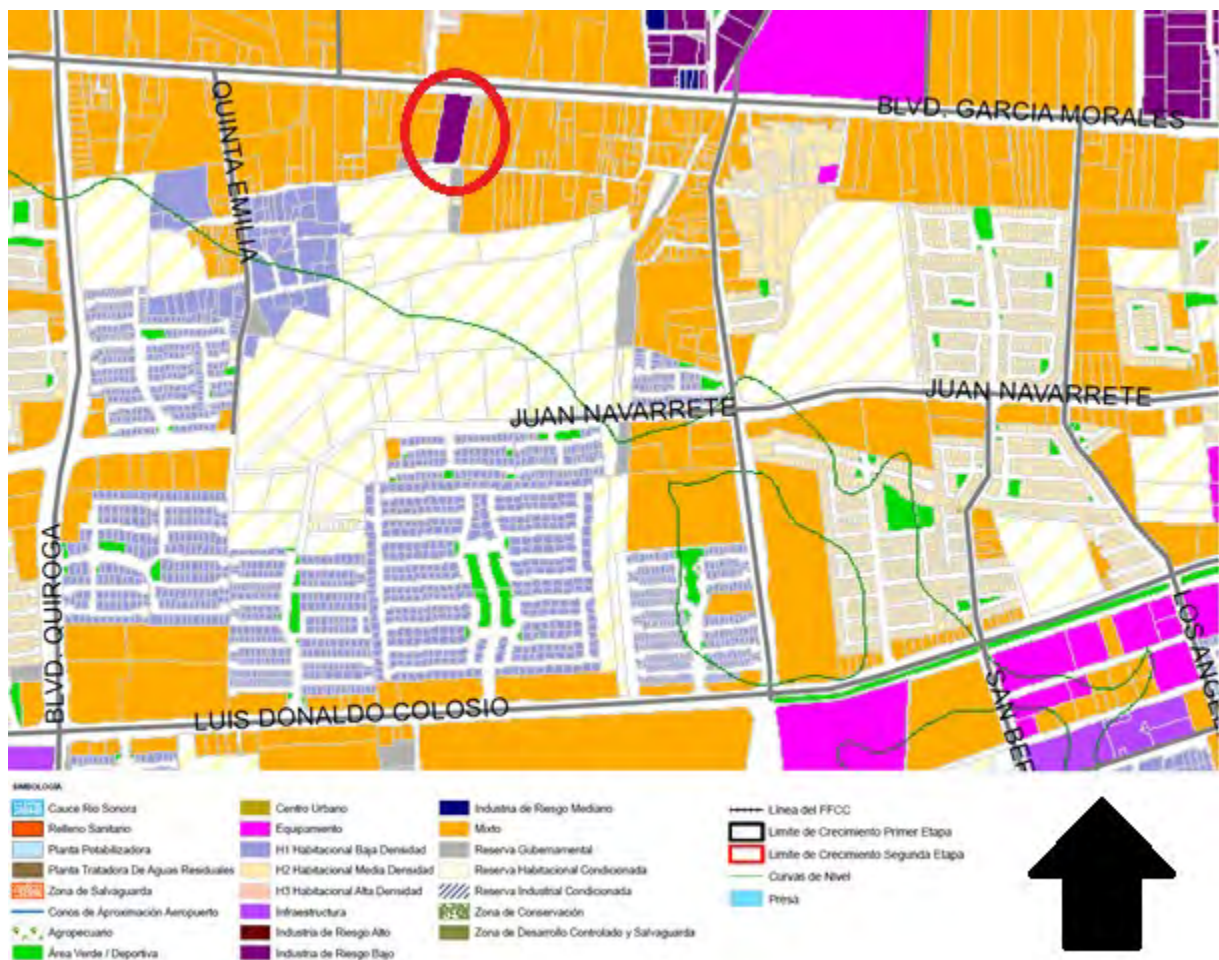 BLVD. GARCIA MORALES
QUINTA EMILIA
JUAN NAVARRETE
JUAN NAVARRETE
BLVD. QUIROGA
LUIS DONALDO COLOSIO
SAN BER
LOS ANGEL
SIMBOLOGÍA
Cauce Rio Sonora
Relleno Sanitario
Planta Potabilizadora
Planta Tratadora De Aguas Residuales
Zona de Salvaguarda
Conos de Aproximación Aeropuerto
Agropecuario
Área Verde / Deportiva
Centro Urbano
Equipamento
H1 Habitacional Baja Densidad
H2 Habitacional Media Densidad
H3 Habitacional Alta Densidad
Infraestructura
Industria de Riesgo Alto
Industria de Riesgo Bajo
Industria de Riesgo Mediano
Mixto
Reserva Gubernamental
Reserva Habitacional Condicionada
Reserva Industrial Condicionada
Zona de Conservación
Zona de Desarrollo Controlado y Salvaguarda
Línea del FFCC
Limite de Crecimiento Primer Etapa
Limite de Crecimiento Segunda Etapa
Curvas de Nivel
Presa